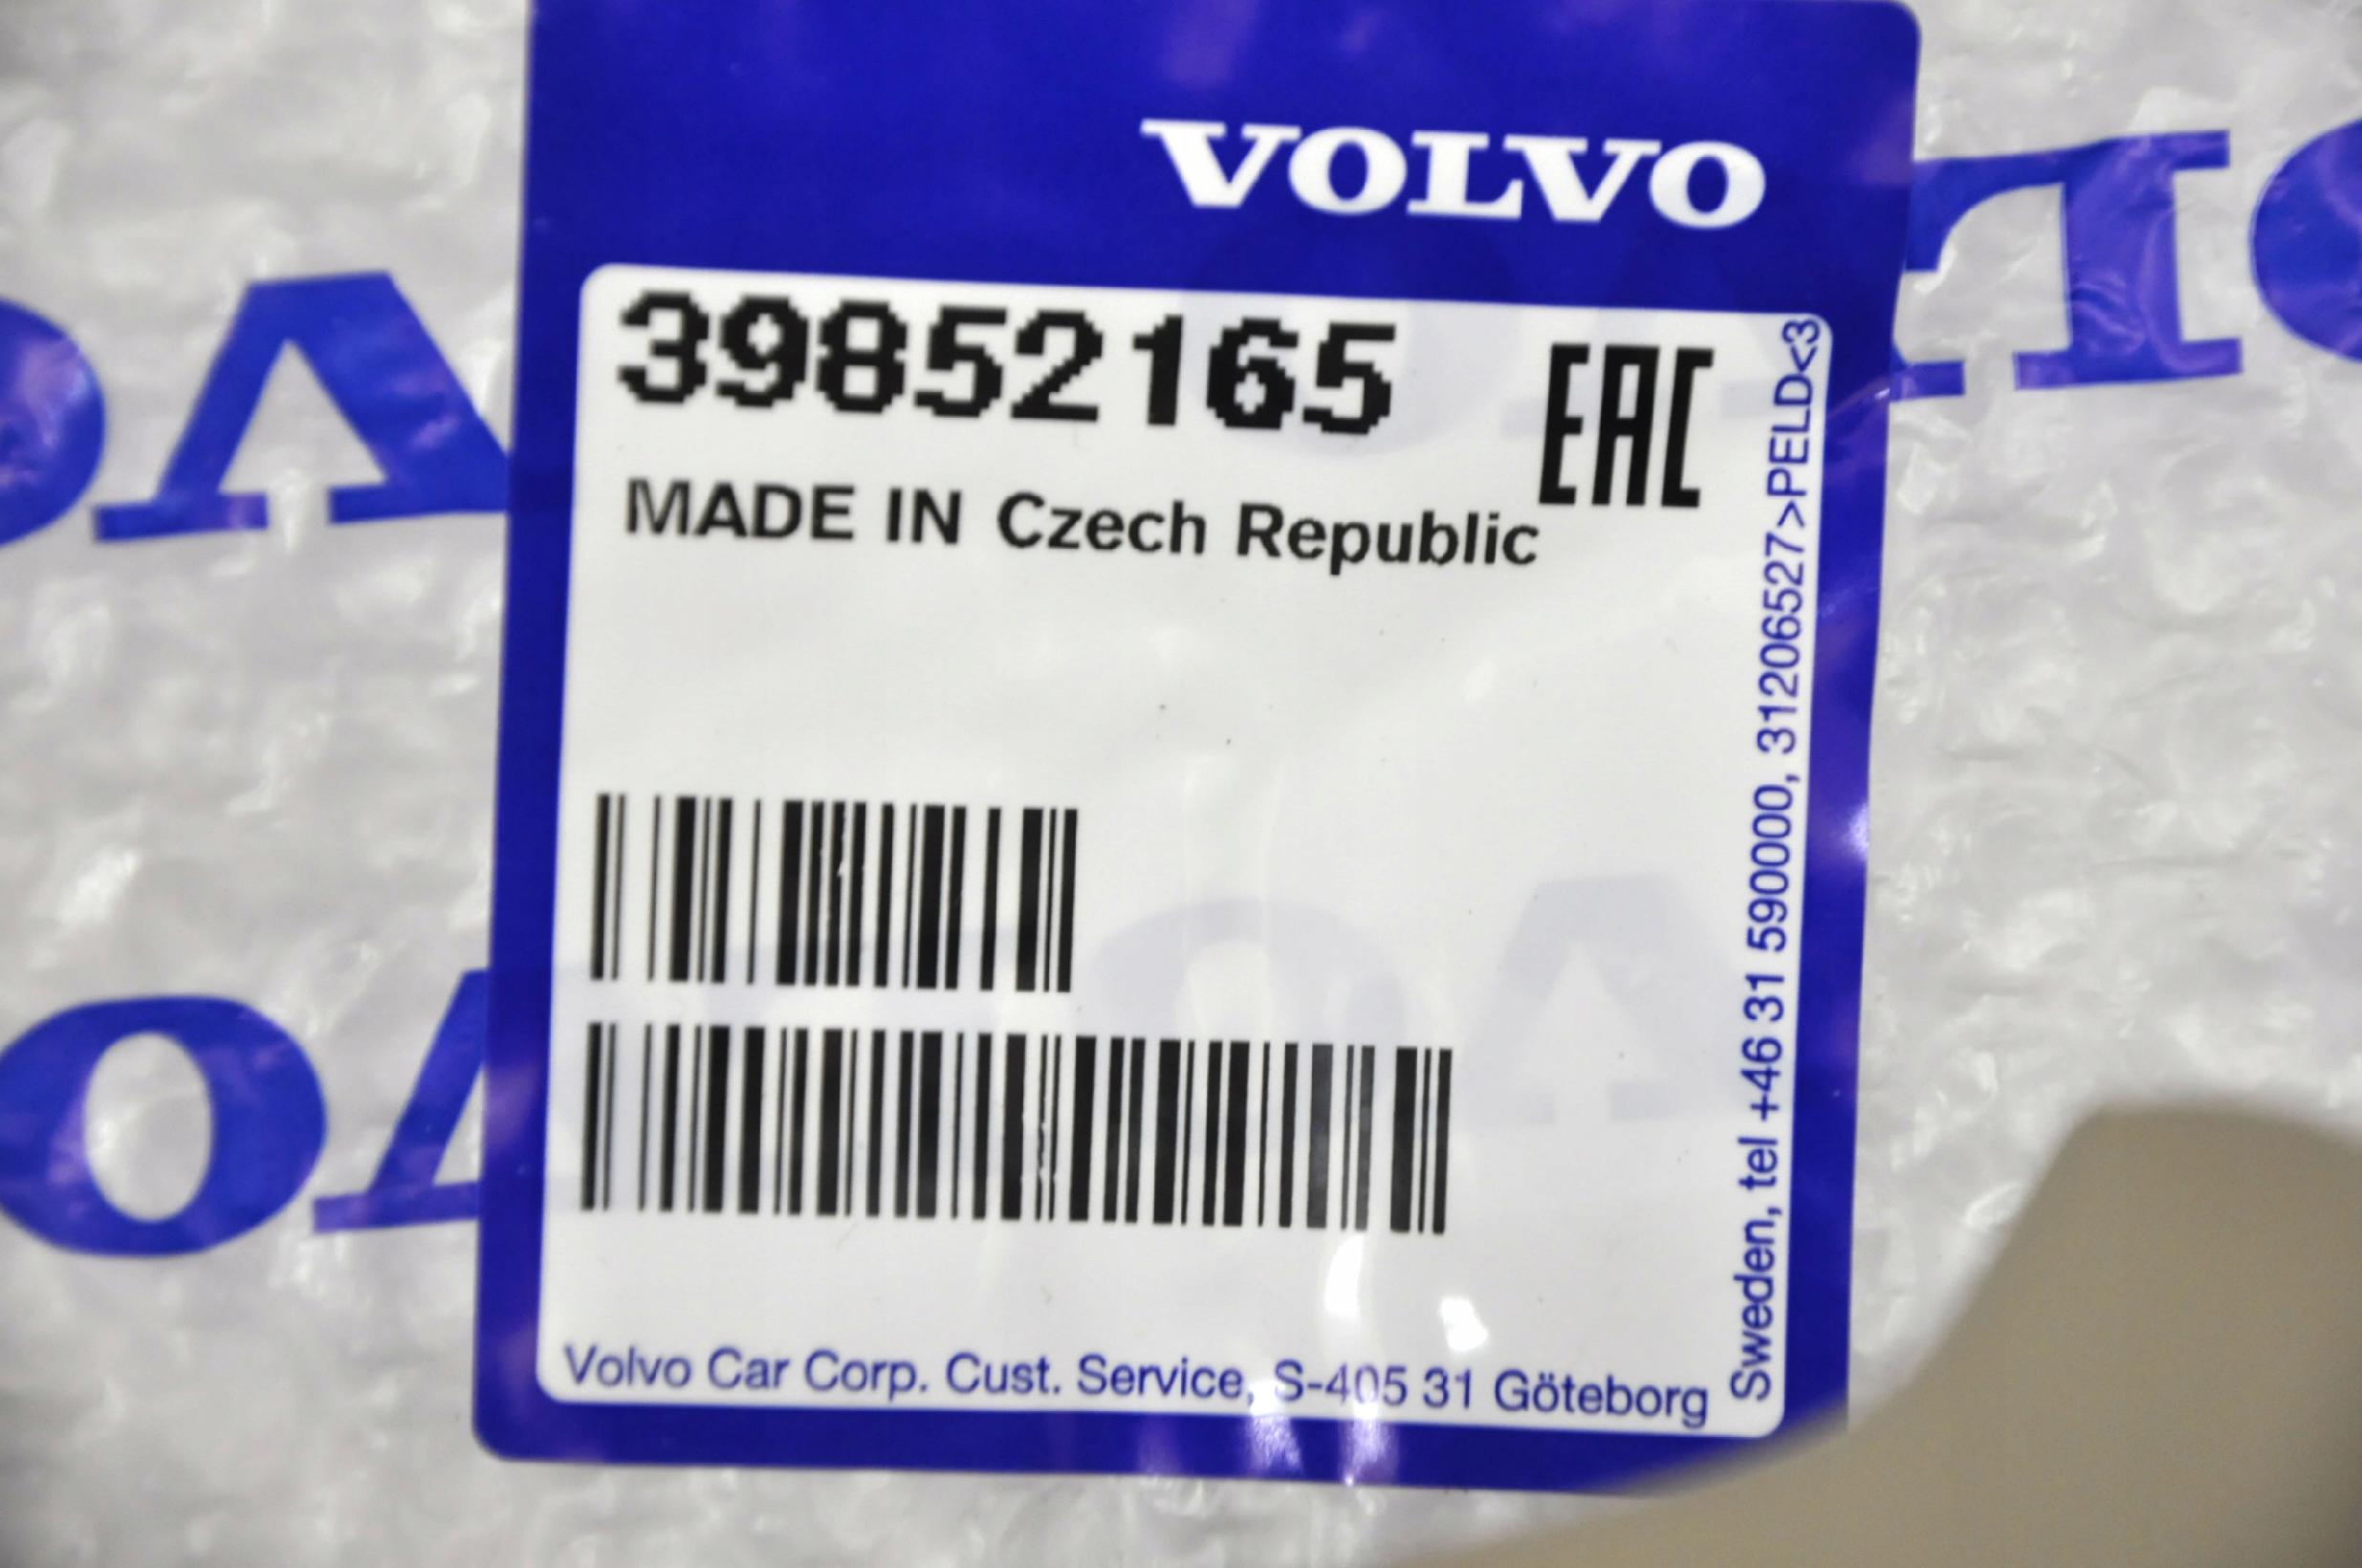 VOLVO
39852165
EAC
MADE IN Czech Republic
Volvo Car Corp. Cust. Service, S-405 31 Göteborg
Sweden, tel +46 31 590000, 31206527>PELD<3